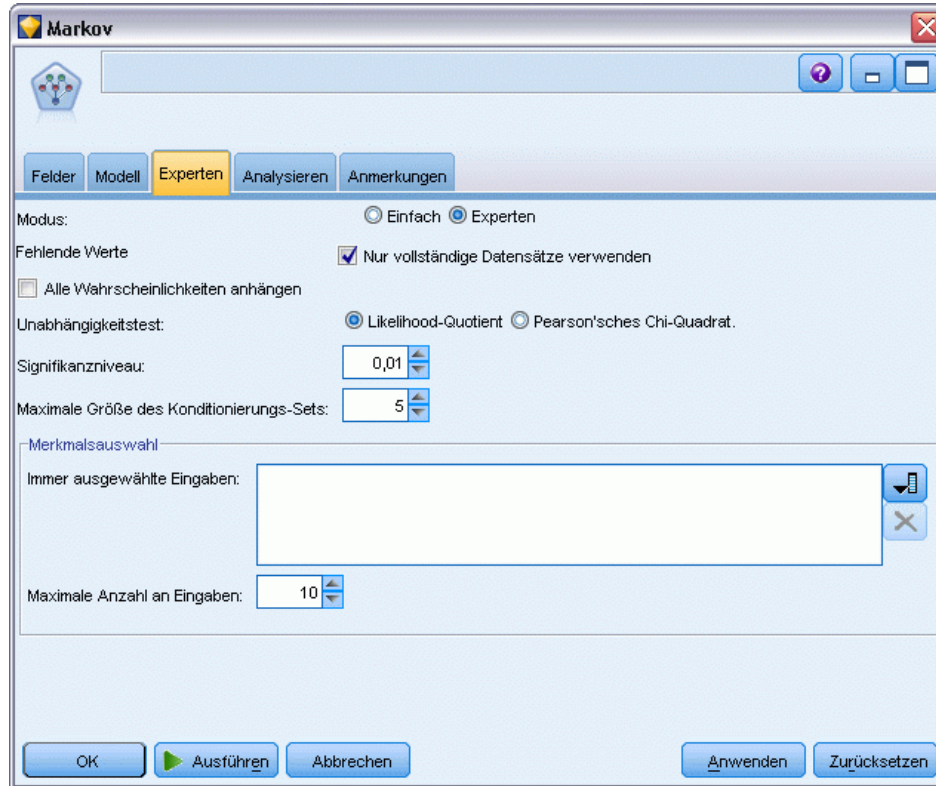 Markov
Felder Modell Experten Analysieren Anmerkungen
Modus: Einfach Experten
Fehlende Werte Nur vollständige Datensätze verwenden
Alle Wahrscheinlichkeiten anhängen
Unabhängigkeitstest: Likelihood-Quotient Pearson'sches Chi-Quadrat.
Signifikanzniveau: 0,01
Maximale Größe des Konditionierungs-Sets: 5
Merkmalsauswahl
Immer ausgewählte Eingaben:
Maximale Anzahl an Eingaben: 10
OK Ausführen Abbrechen Anwenden Zurücksetzen